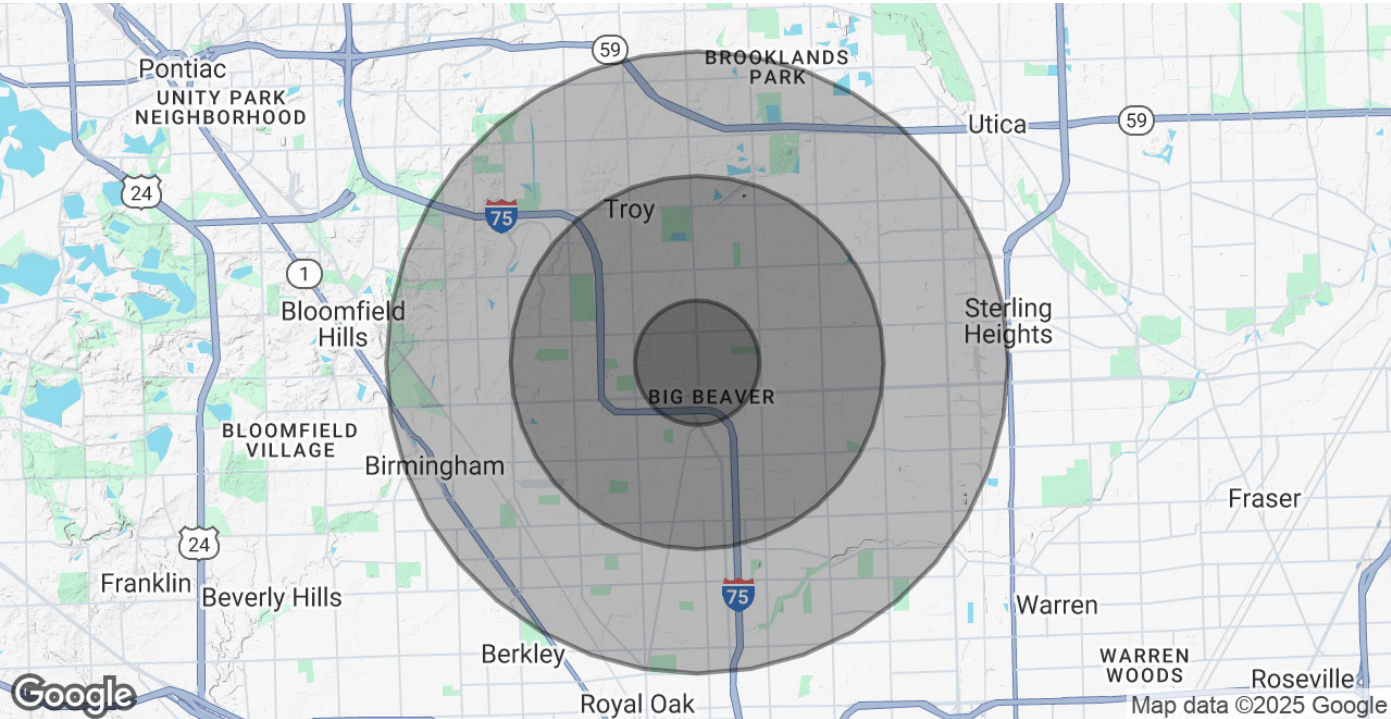 59
BROOKLANDS
PARK
Pontiac
UNITY PARK
NEIGHBORHOOD
Utica
59
24
75
Troy
1
Bloomfield
Hills
Sterling
Heights
BIG BEAVER
BLOOMFIELD
VILLAGE
Birmingham
Fraser
24
Franklin
Beverly Hills
75
Warren
Berkley
WARREN
WOODS
Roseville
Royal Oak
Google
Map data ©2025 Google